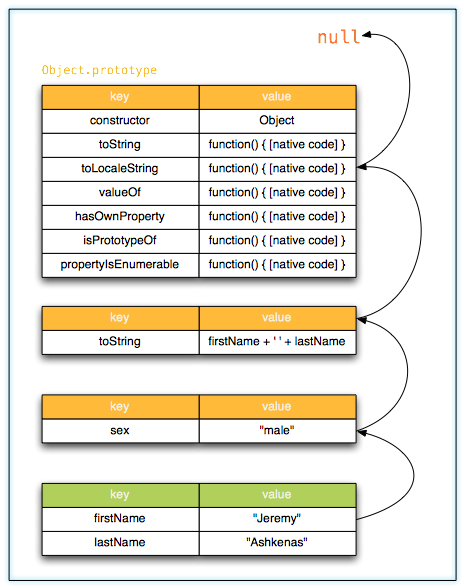 null
Object.prototype
key value
constructor Object
toString function() { [native code] }
toLocaleString function() { [native code] }
valueOf function() { [native code] }
hasOwnProperty function() { [native code] }
isPrototypeOf function() { [native code] }
propertyIsEnumerable function() { [native code] }
key value
toString firstName + ' ' + lastName
key value
sex "male"
key value
firstName "Jeremy"
lastName "Ashkenas"